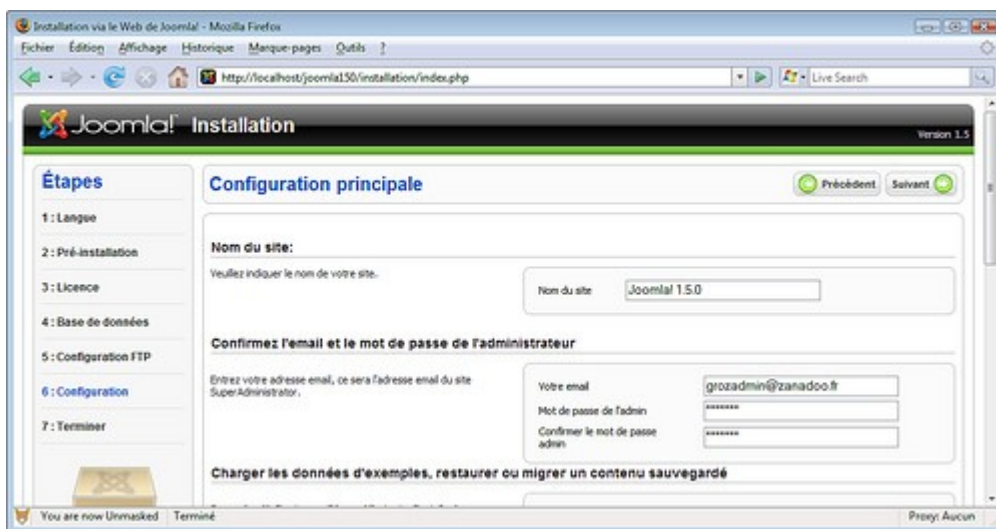 Installation via le Web de Joomla! - Mozilla Firefox
Fichier Édition Affichage Historique Marque-pages Outils ?
http://localhost/joomla150/installation/index.php
Live Search
Joomla! Installation
Version 1.5
Étapes
Configuration principale
Précédent
Suivant
1 : Langue
2 : Pré-installation
3 : Licence
4 : Base de données
5 : Configuration FTP
6 : Configuration
7 : Terminer
Nom du site:
Veuillez indiquer le nom de votre site.
Nom du site
Joomla! 1.5.0
Confirmez l'email et le mot de passe de l'administrateur
Entrez votre adresse email, ce sera l'adresse email du site
SuperAdministrator.
Votre email
grozadmin@zanadoo.fr
Mot de passe de l'admin
*******
Confirmer le mot de passe
admin
*******
Charger les données d'exemples, restaurer ou migrer un contenu sauvegardé
You are now Unmasked
Terminé
Proxy: Aucun